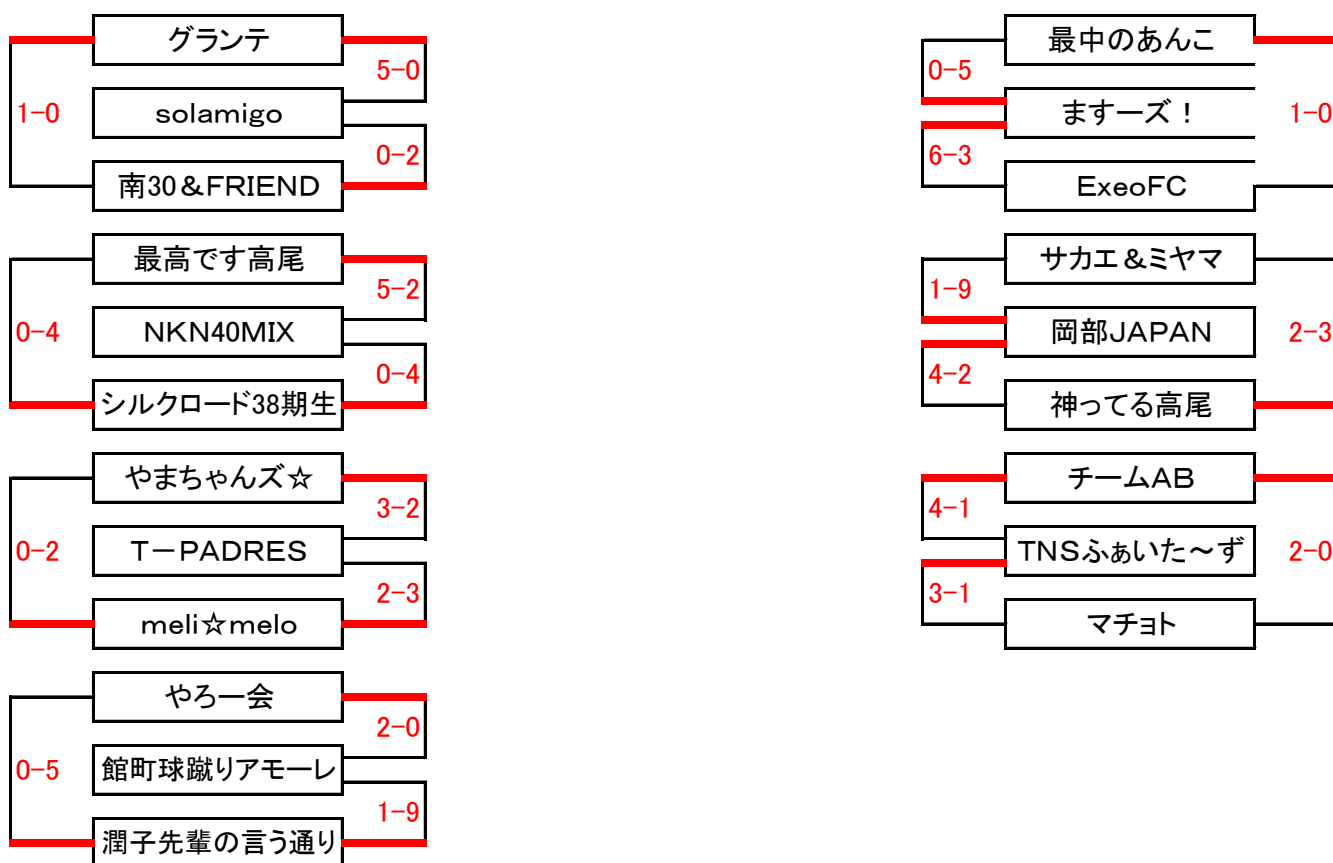 グランテ
5-0
solamigo
1-0
0-2
南30&FRIEND
最高です高尾
5-2
NKN40MIX
0-4
0-4
シルクロード38期生
やまちゃんズ☆
3-2
T-PADRES
0-2
2-3
meli☆melo
やろー会
2-0
館町球蹴りアモーレ
0-5
1-9
潤子先輩の言う通り
最中のあんこ
0-5
ますーズ!
1-0
6-3
ExeoFC
サカエ&ミヤマ
1-9
岡部JAPAN
2-3
4-2
神ってる高尾
チームAB
4-1
TNSふぁいた~ず
2-0
3-1
マチョト